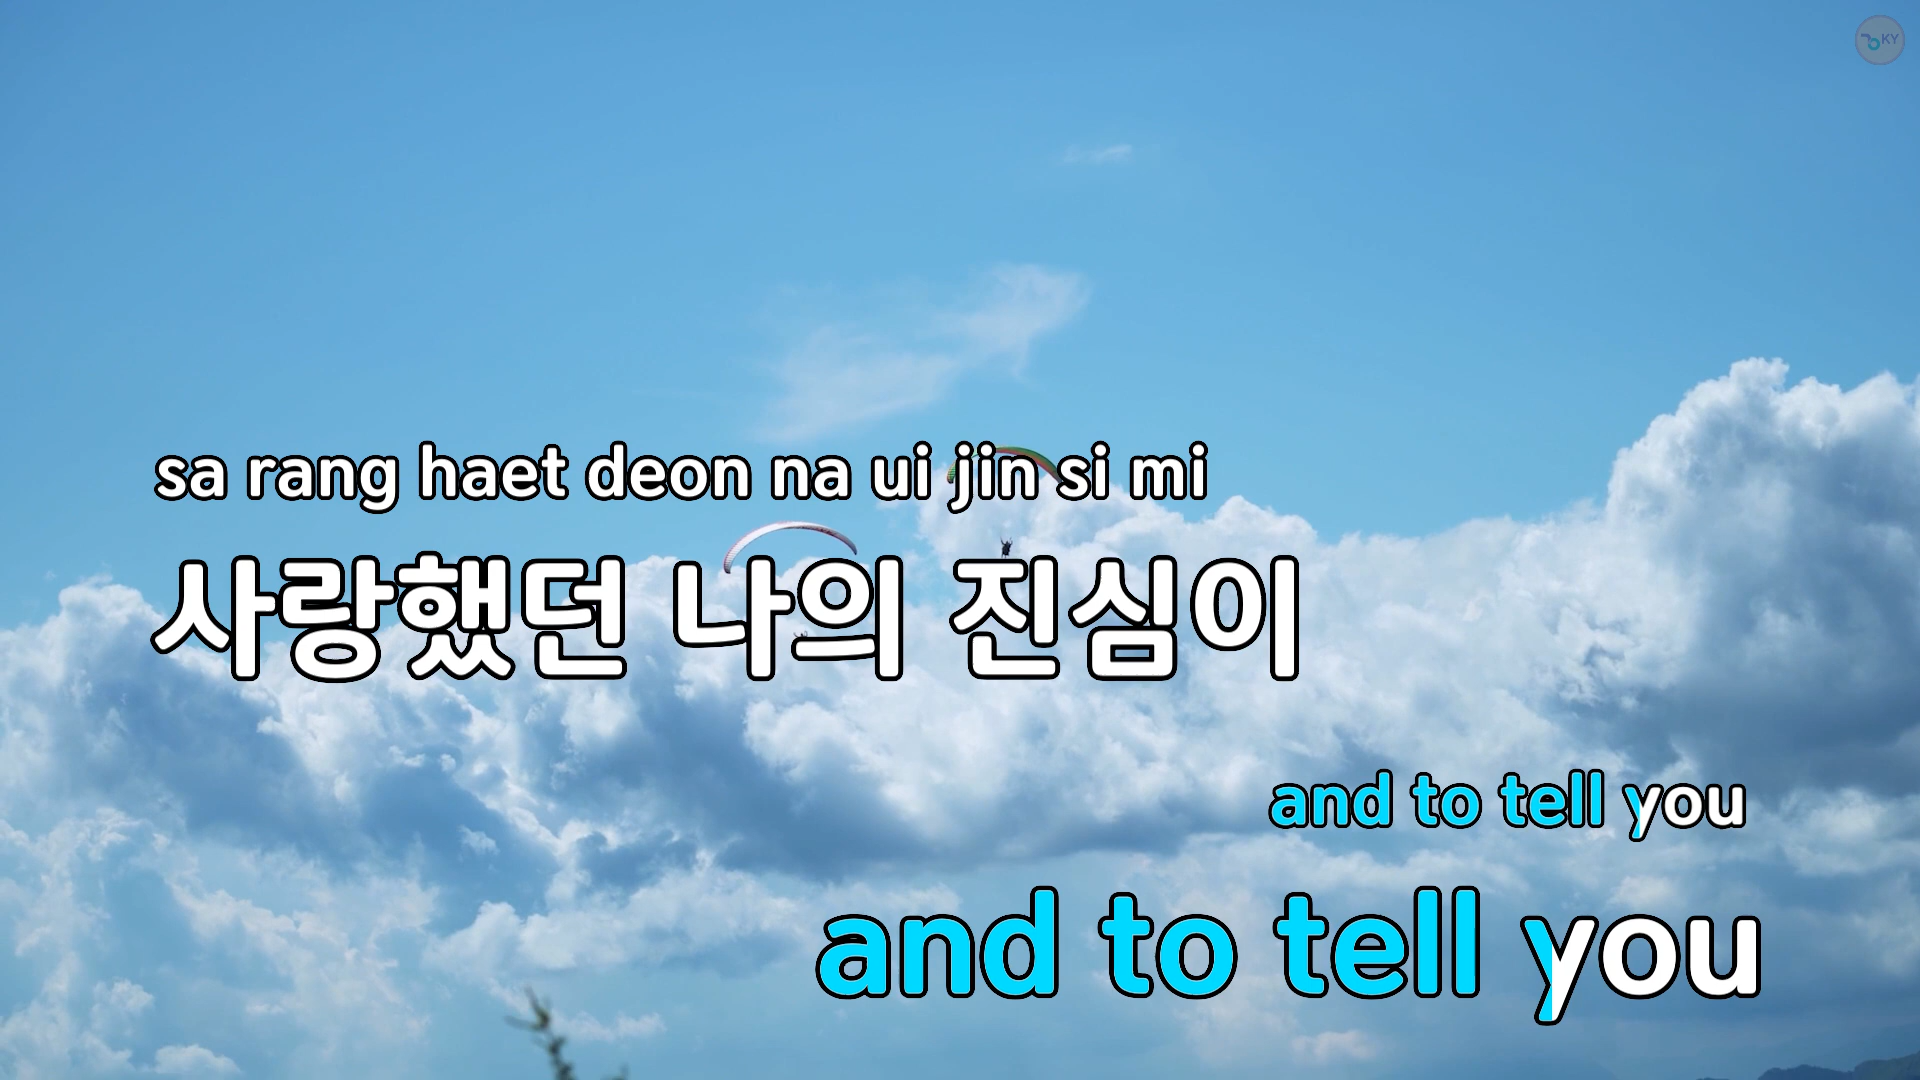 KY
sa rang haet deon na ui jin si mi
사랑했던 나의 진심이
and to tell you
and to tell you